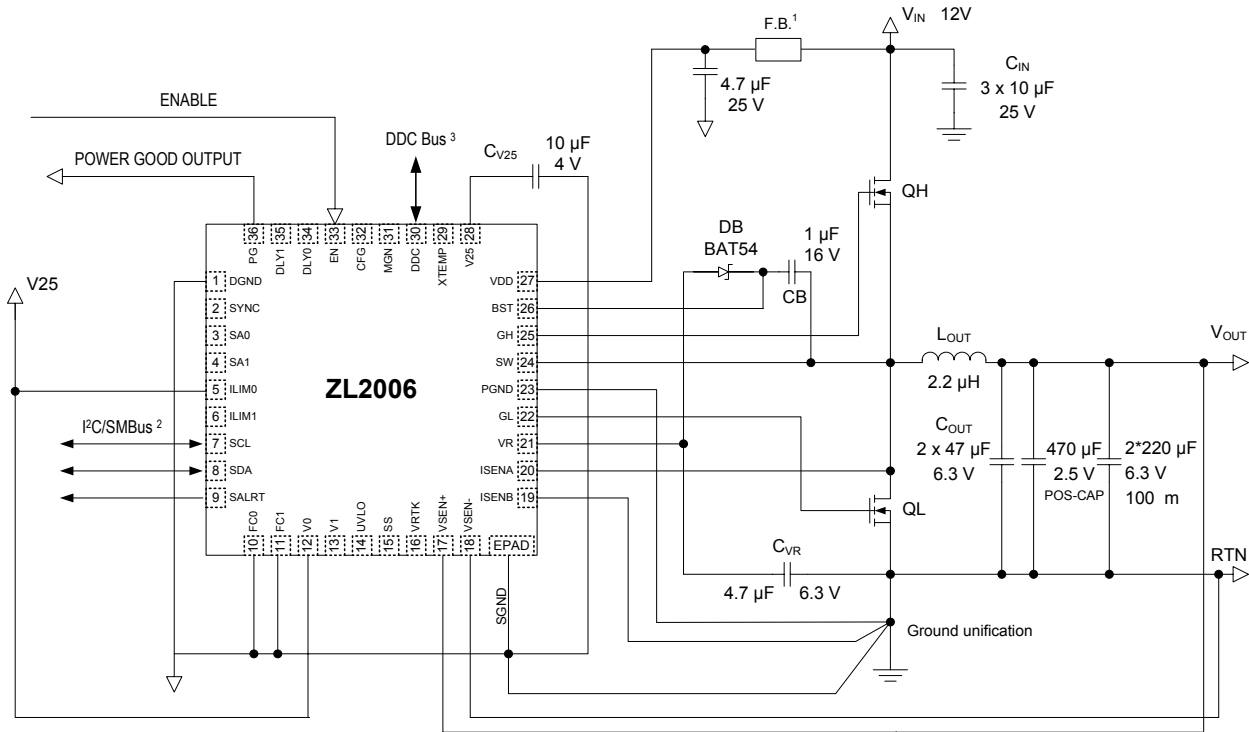 V_IN 12V
F.B.¹
C_IN
3 x 10 µF
25 V
4.7 µF
25 V
ENABLE
POWER GOOD OUTPUT
DDC Bus ³
C_V25
10 µF
4 V
QH
DB
BAT54
1 µF
16 V
CB
36 PG
35 DLY1
34 DLY0
33 EN
32 CFG
31 MGN
30 DDC
29 XTEMP
28 V25
V25
1 DGND
2 SYNC
3 SA0
4 SA1
5 ILIM0
6 ILIM1
7 SCL
8 SDA
9 SALRT
I²C/SMBus ²
ZL2006
VDD 27
BST 26
GH 25
SW 24
PGND 23
GL 22
VR 21
ISENA 20
ISENB 19
10 FC0
11 FC1
12 V0
13 V1
14 UVLO
15 SS
16 VRTK
17 VSEN+
18 VSEN-
EPAD
SGND
L_OUT
2.2 µH
V_OUT
C_OUT
2 x 47 µF
6.3 V
470 µF
2.5 V
POS-CAP
2*220 µF
6.3 V
100 m
QL
C_VR
4.7 µF
6.3 V
RTN
Ground unification